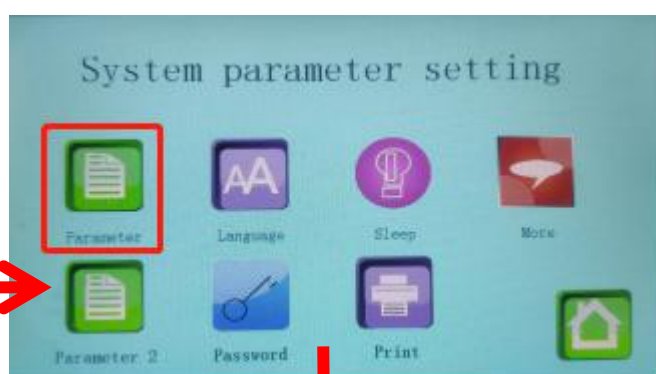 System parameter setting
Parameter Language Sleep More
Parameter 2 Password Print